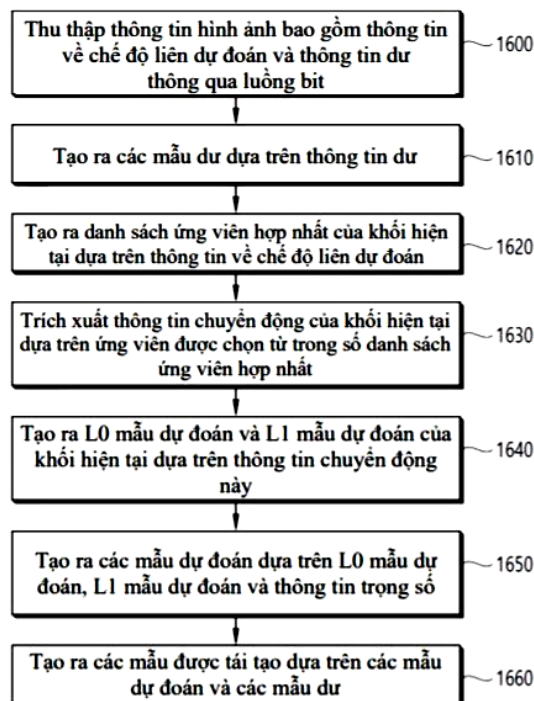 Thu thập thông tin hình ảnh bao gồm thông tin
về chế độ liên dự đoán và thông tin dư
thông qua luồng bit
1600
Tạo ra các mẫu dư dựa trên thông tin dư
1610
Tạo ra danh sách ứng viên hợp nhất của khối hiện
tại dựa trên thông tin về chế độ liên dự đoán
1620
Trích xuất thông tin chuyển động của khối hiện tại
dựa trên ứng viên được chọn từ trong số danh sách
ứng viên hợp nhất
1630
Tạo ra L0 mẫu dự đoán và L1 mẫu dự đoán của
khối hiện tại dựa trên thông tin chuyển động
này
1640
Tạo ra các mẫu dự đoán dựa trên L0 mẫu dự
đoán, L1 mẫu dự đoán và thông tin trọng số
1650
Tạo ra các mẫu được tái tạo dựa trên các mẫu
dự đoán và các mẫu dư
1660